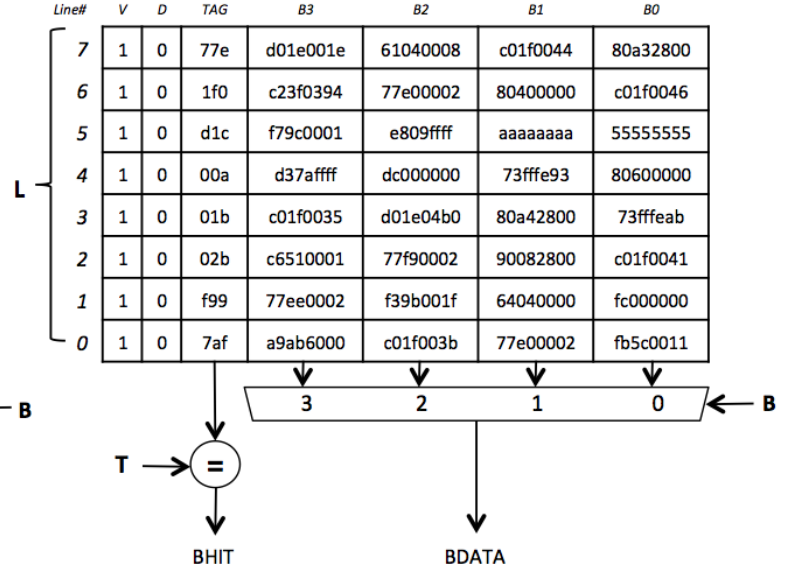 Line# V D TAG B3 B2 B1 B0
7 1 0 77e d01e001e 61040008 c01f0044 80a32800
6 1 0 1f0 c23f0394 77e00002 80400000 c01f0046
5 1 0 d1c f79c0001 e809ffff aaaaaaaa 55555555
L 4 1 0 00a d37affff dc000000 73fffe93 80600000
3 1 0 01b c01f0035 d01e04b0 80a42800 73fffeab
2 1 0 02b c6510001 77f90002 90082800 c01f0041
1 1 0 f99 77ee0002 f39b001f 64040000 fc000000
0 1 0 7af a9ab6000 c01f003b 77e00002 fb5c0011
B 3 2 1 0 B
T =
BHIT BDATA